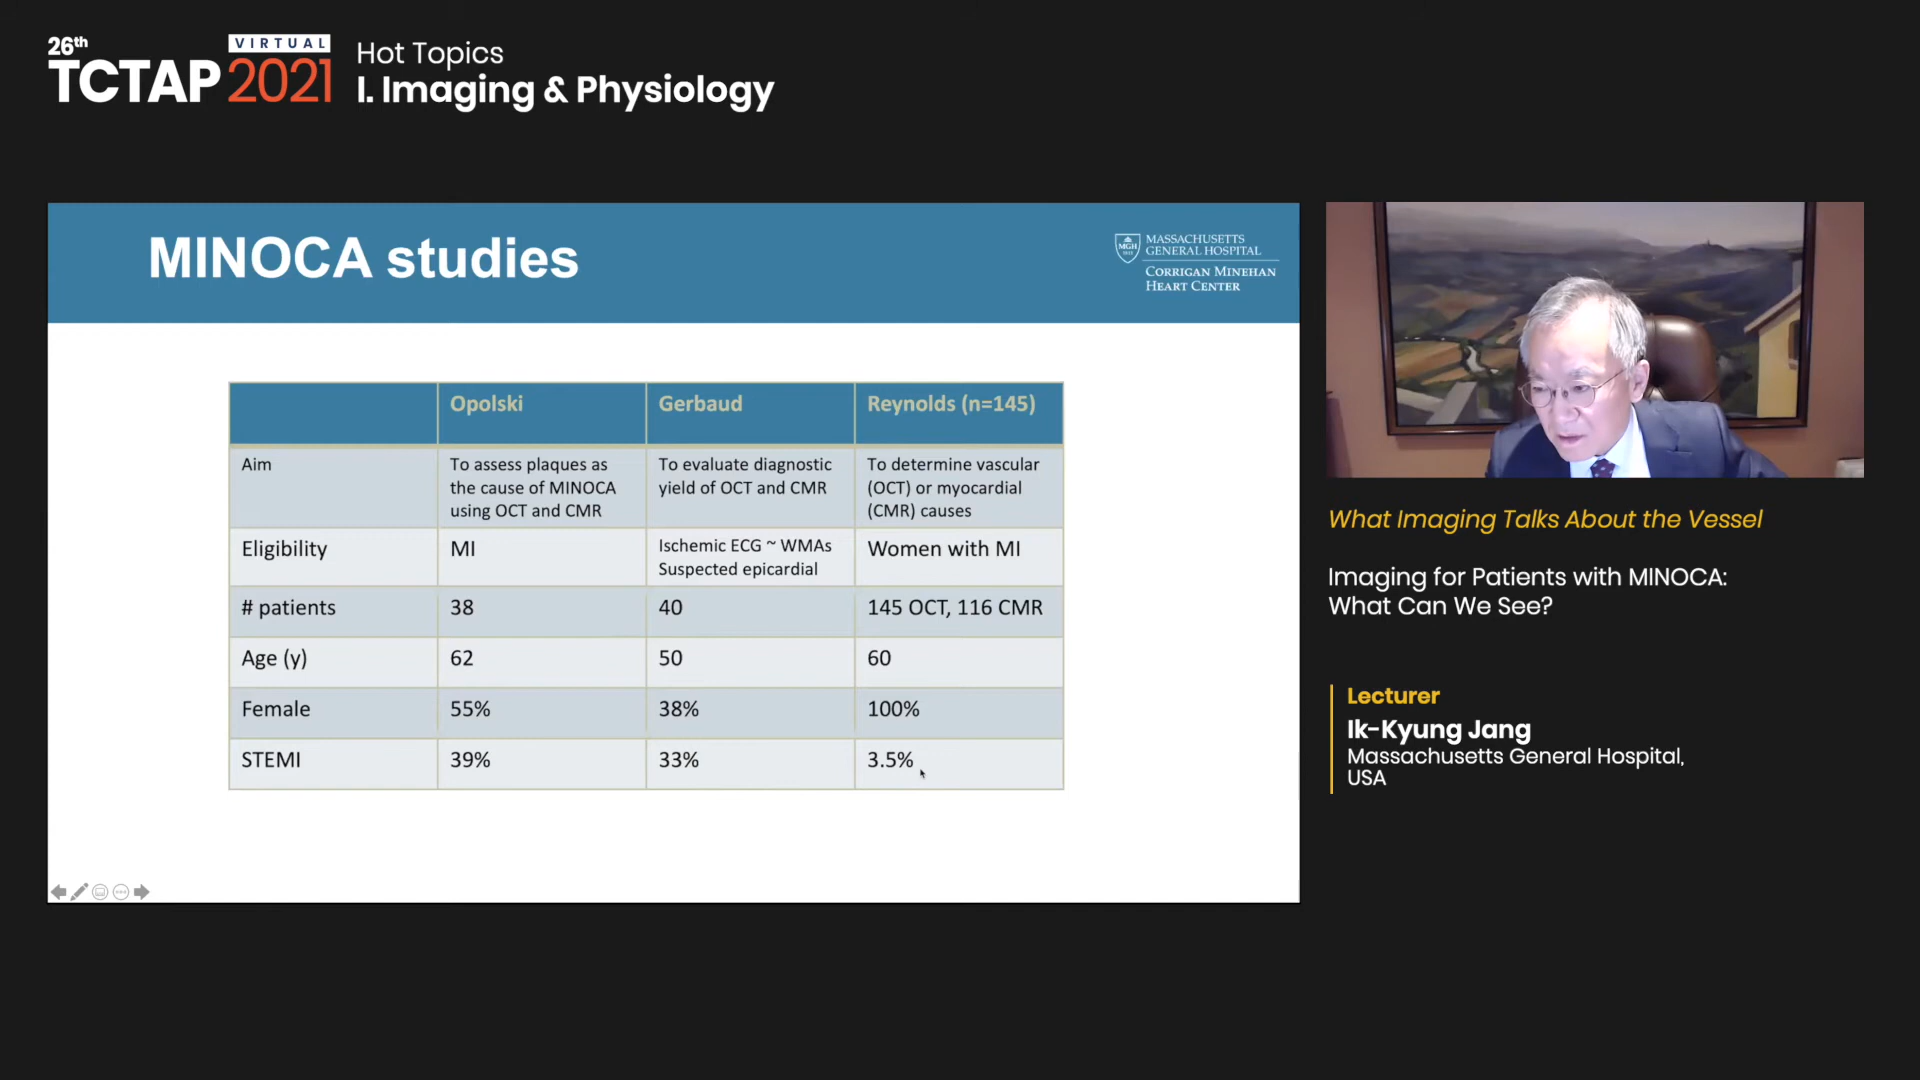 26th
VIRTUAL
TCTAP 2021
Hot Topics
I. Imaging & Physiology
MINOCA studies
MGH
1811
MASSACHUSETTS
GENERAL HOSPITAL
CORRIGAN MINEHAN
HEART CENTER
Opolski
Gerbaud
Reynolds (n=145)
Aim
To assess plaques as
the cause of MINOCA
using OCT and CMR
To evaluate diagnostic
yield of OCT and CMR
To determine vascular
(OCT) or myocardial
(CMR) causes
Eligibility
MI
Ischemic ECG ~ WMAs
Suspected epicardial
Women with MI
# patients
38
40
145 OCT, 116 CMR
Age (y)
62
50
60
Female
55%
38%
100%
STEMI
39%
33%
3.5%
What Imaging Talks About the Vessel
Imaging for Patients with MINOCA:
What Can We See?
Lecturer
Ik-Kyung Jang
Massachusetts General Hospital,
USA